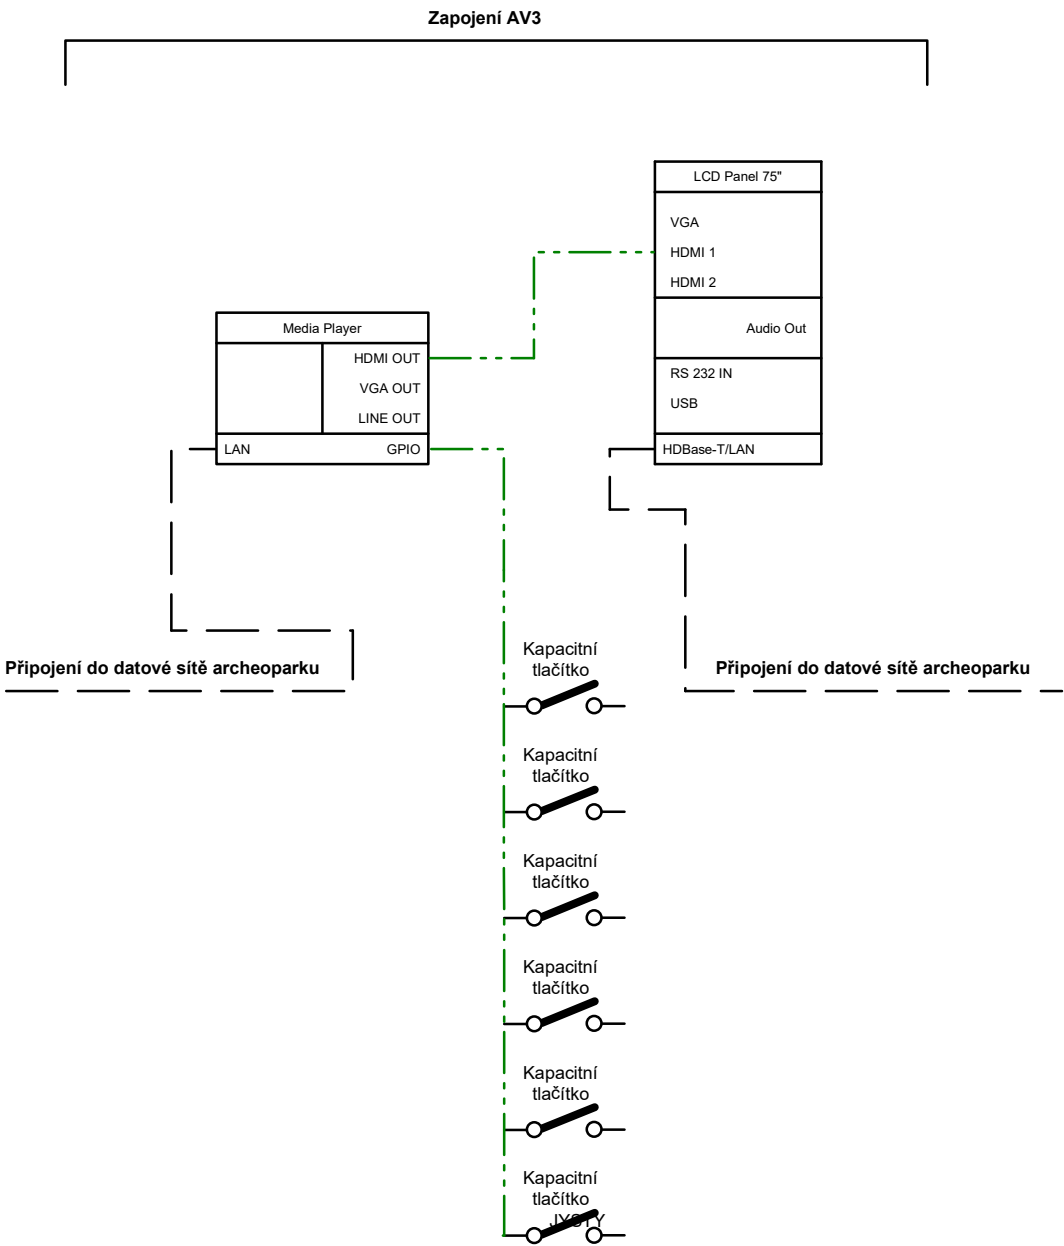 Zapojení AV3
LCD Panel 75"
VGA
HDMI 1
HDMI 2
Audio Out
RS 232 IN
USB
HDBase-T/LAN
Media Player
HDMI OUT
VGA OUT
LINE OUT
LAN
GPIO
Připojení do datové sítě archeoparku
Připojení do datové sítě archeoparku
Kapacitní
tlačítko
Kapacitní
tlačítko
Kapacitní
tlačítko
Kapacitní
tlačítko
Kapacitní
tlačítko
Kapacitní
tlačítko